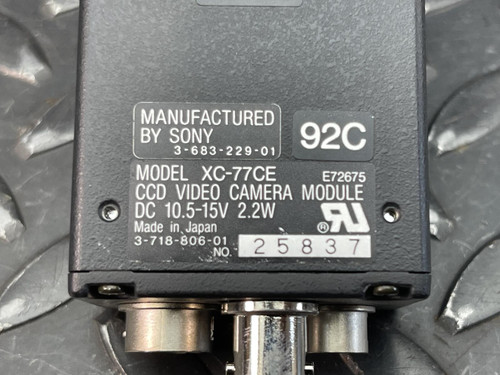 MANUFACTURED
BY SONY
3-683-229-01
92C
MODEL XC-77CE E72675
CCD VIDEO CAMERA MODULE
DC 10.5-15V 2.2W
Made in Japan
3-718-806-01
NO. 25837
®
RU